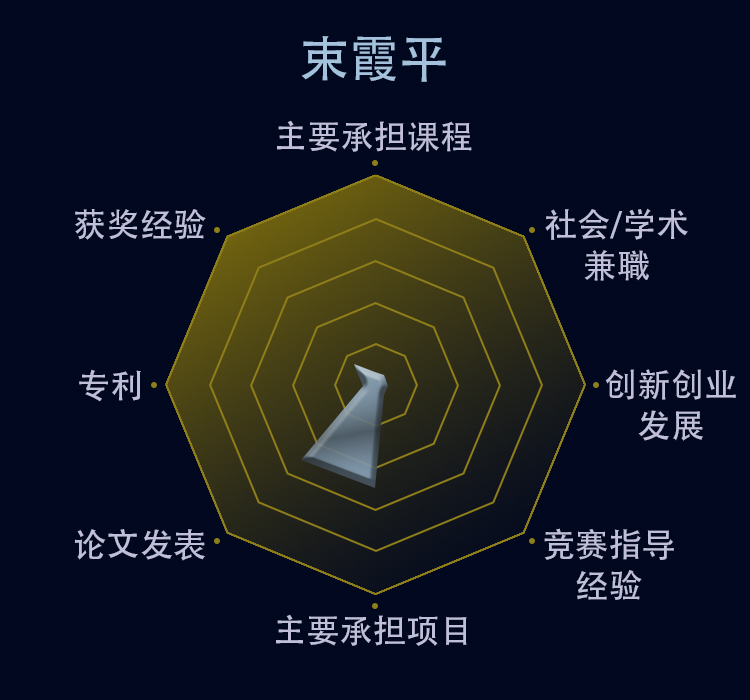 束霞平
主要承担课程
获奖经验
社会/学术
兼職
专利
创新创业
发展
论文发表
竞赛指导
经验
主要承担项目